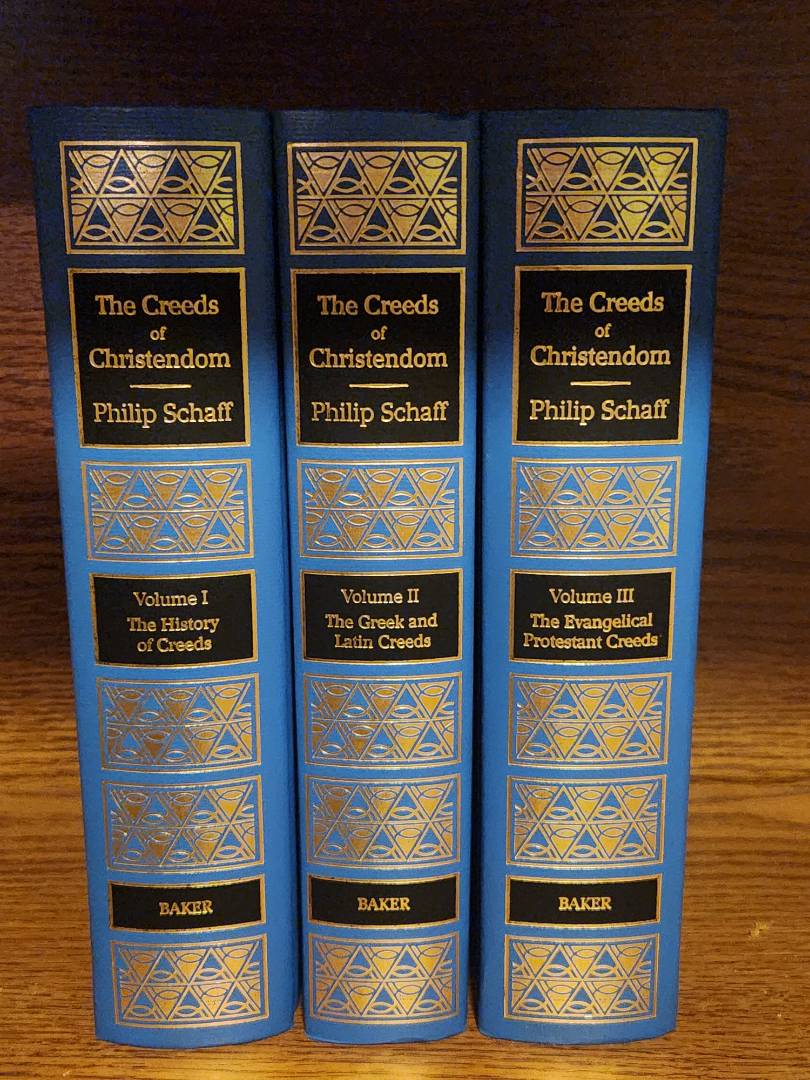 The Creeds
of
Christendom
Philip Schaff
Volume I
The History
of Creeds
BAKER
The Creeds
of
Christendom
Philip Schaff
Volume II
The Greek and
Latin Creeds
BAKER
The Creeds
of
Christendom
Philip Schaff
Volume III
The Evangelical
Protestant Creeds
BAKER